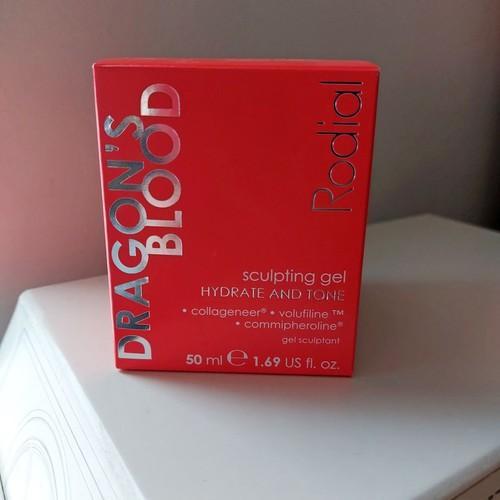 DRAGON'S
BLOOD
Rodial
sculpting gel
HYDRATE AND TONE
• collageneer® • volufiline ™
• commipheroline®
gel sculptant
50 ml ℮ 1.69 US fl. oz.